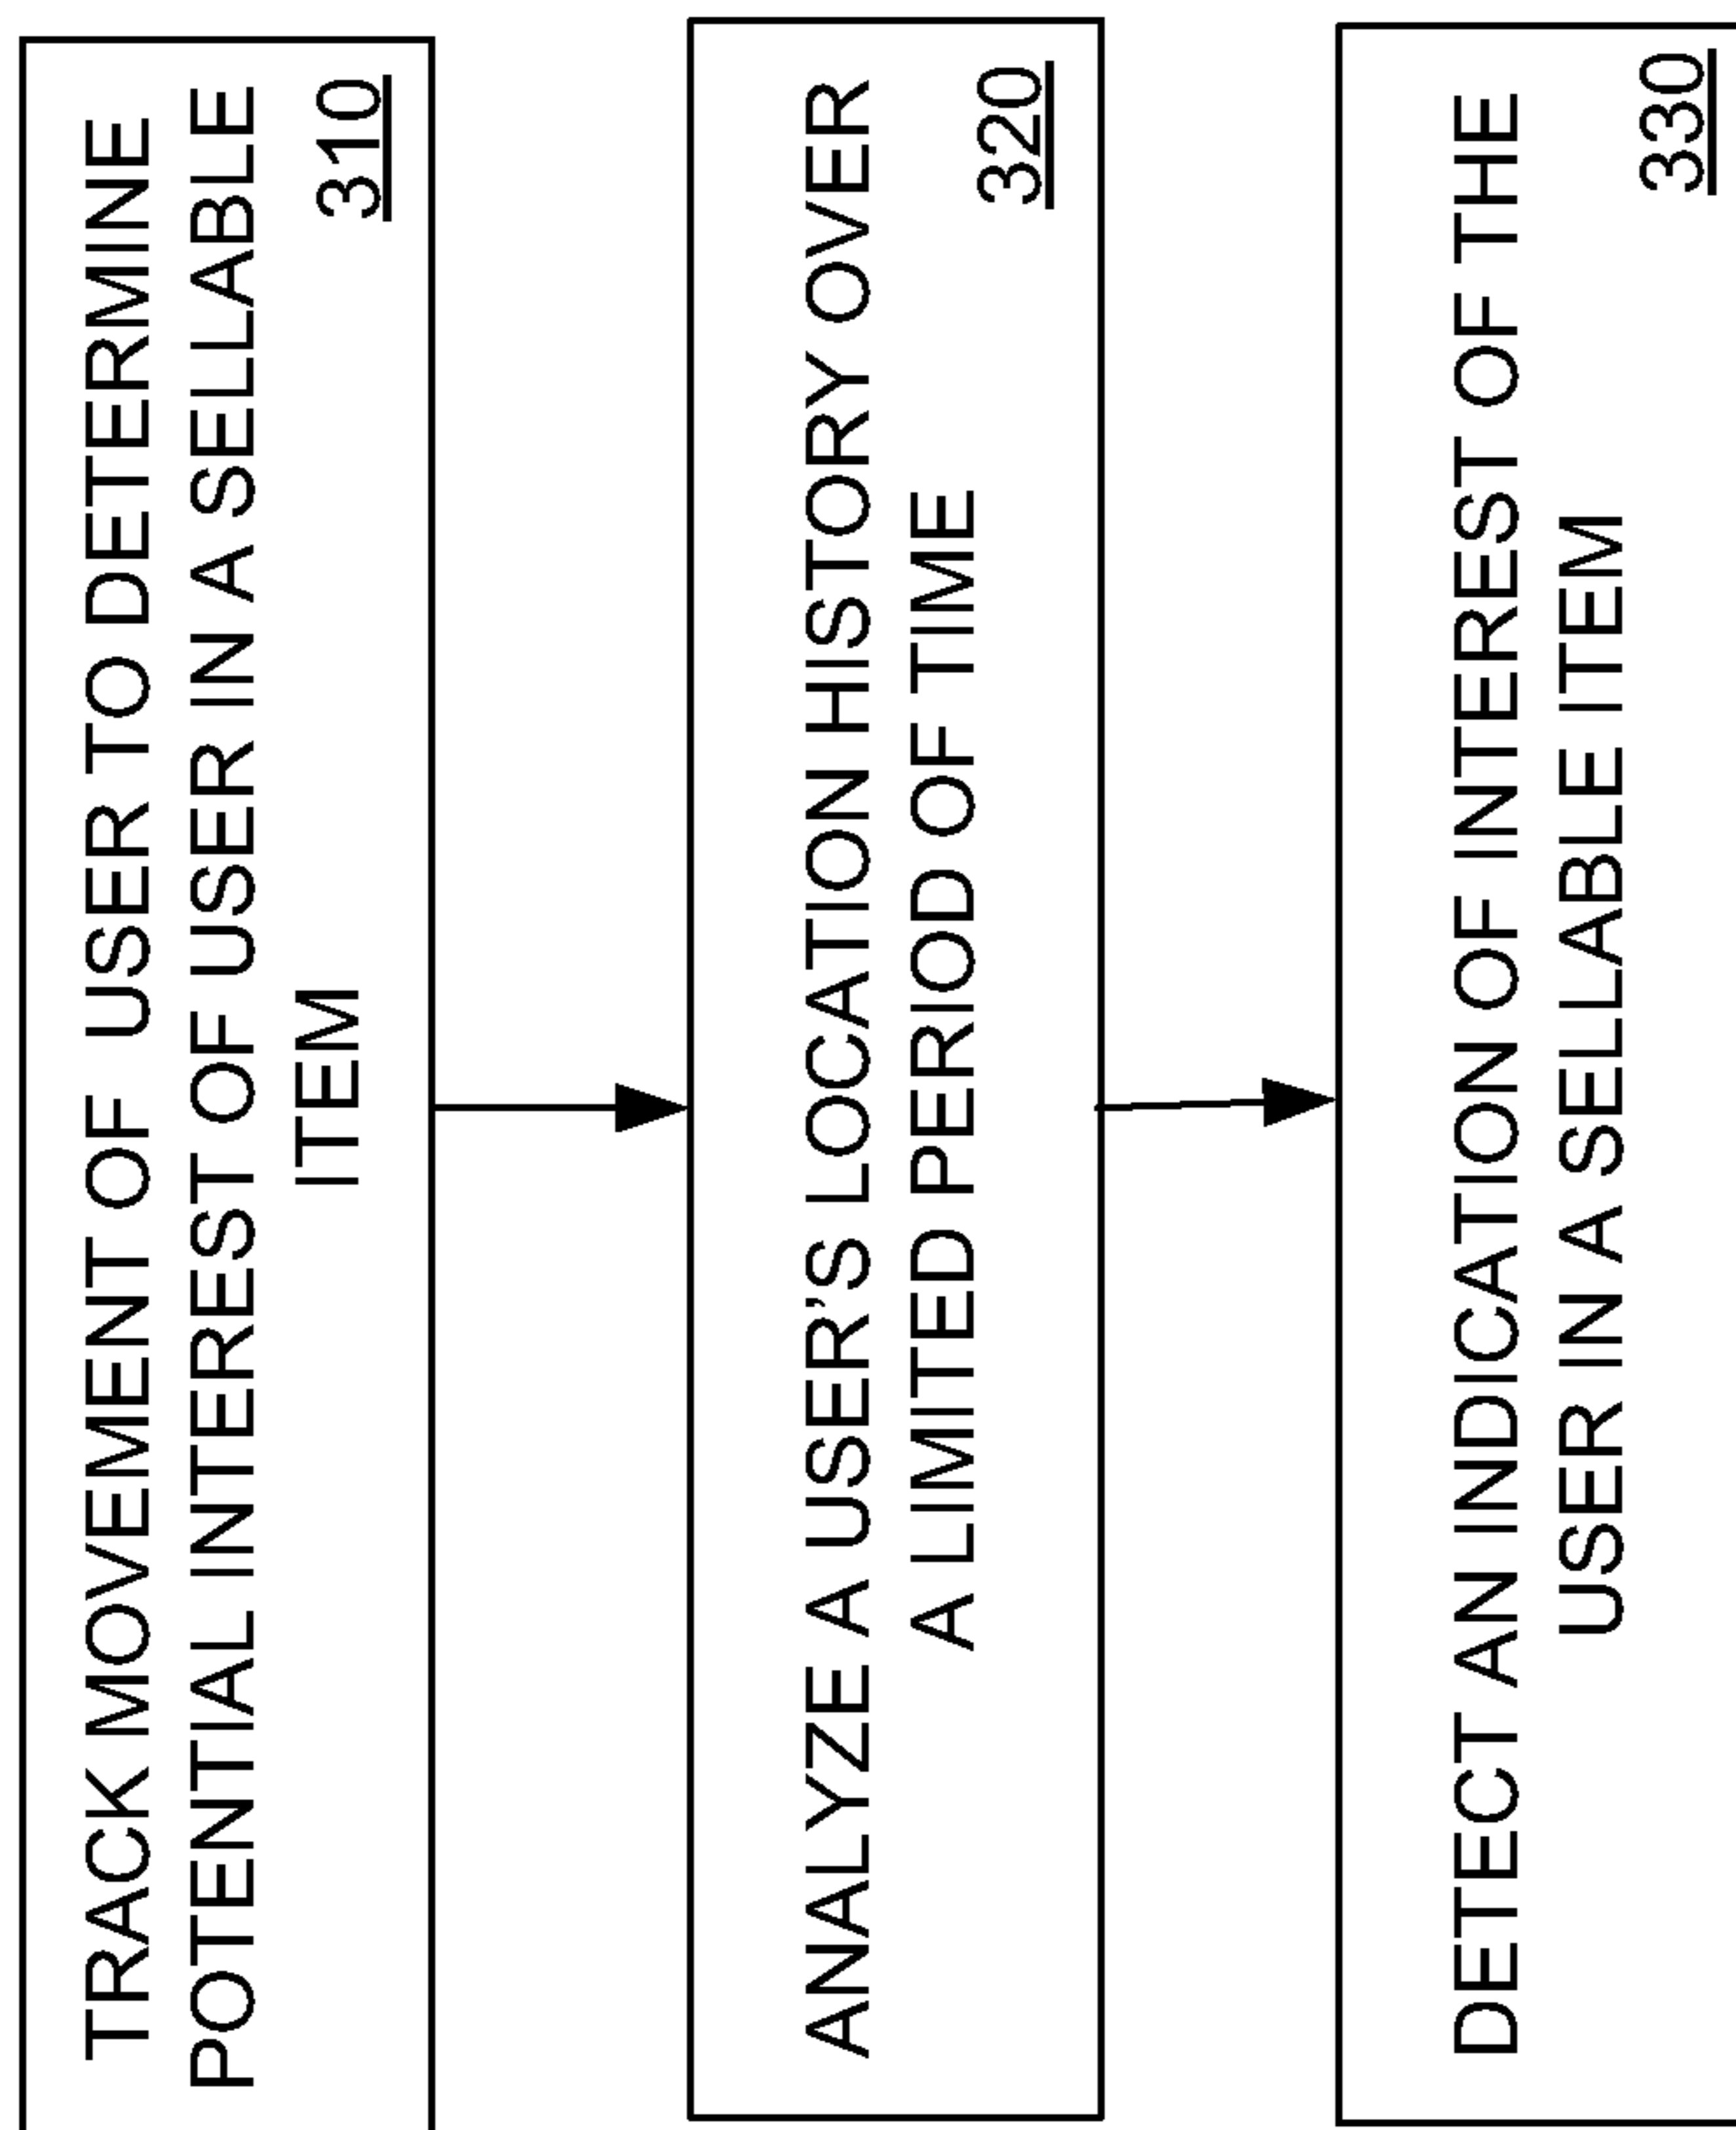 TRACK MOVEMENT OF USER TO DETERMINE
POTENTIAL INTEREST OF USER IN A SELLABLE
ITEM
310
ANALYZE A USER'S LOCATION HISTORY OVER
A LIMITED PERIOD OF TIME
320
DETECT AN INDICATION OF INTEREST OF THE
USER IN A SELLABLE ITEM
330